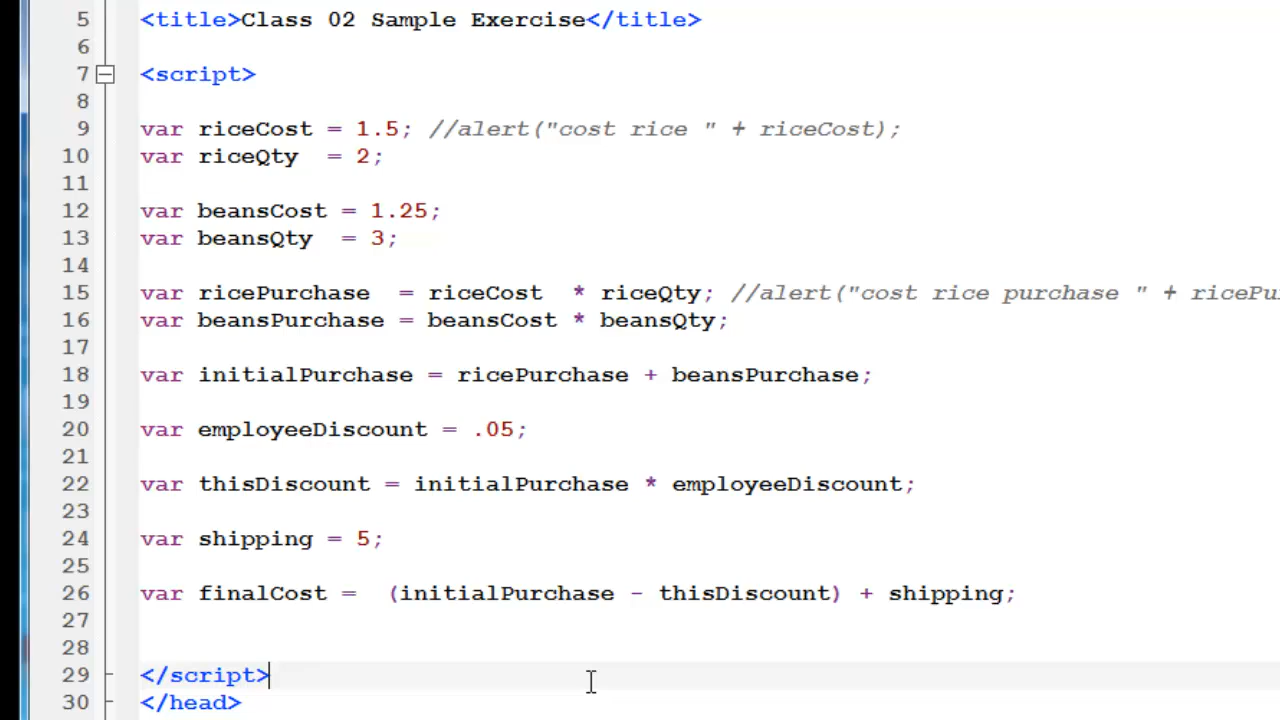 5 <title>Class 02 Sample Exercise</title>
6
7 <script>
8
9 var riceCost = 1.5; //alert("cost rice " + riceCost);
10 var riceQty  = 2;
11
12 var beansCost = 1.25;
13 var beansQty  = 3;
14
15 var ricePurchase  = riceCost  * riceQty; //alert("cost rice purchase " +
16 var beansPurchase = beansCost * beansQty;
17
18 var initialPurchase = ricePurchase + beansPurchase;
19
20 var employeeDiscount = .05;
21
22 var thisDiscount = initialPurchase * employeeDiscount;
23
24 var shipping = 5;
25
26 var finalCost =  (initialPurchase - thisDiscount) + shipping;
27
28
29 </script>
30 </head>